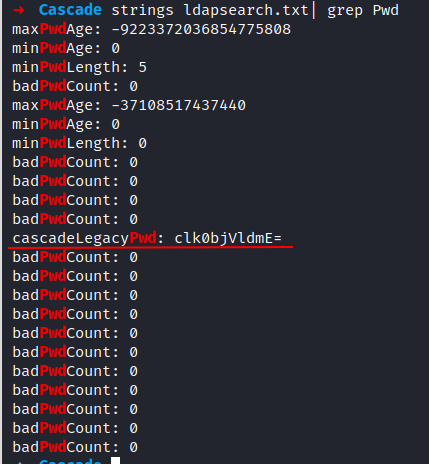 → Cascade strings ldapsearch.txt| grep Pwd
maxPwdAge: -9223372036854775808
minPwdAge: 0
minPwdLength: 5
badPwdCount: 0
maxPwdAge: -37108517437440
minPwdAge: 0
minPwdLength: 0
badPwdCount: 0
badPwdCount: 0
badPwdCount: 0
badPwdCount: 0
cascadeLegacyPwd: clk0bjVldmE=
badPwdCount: 0
badPwdCount: 0
badPwdCount: 0
badPwdCount: 0
badPwdCount: 0
badPwdCount: 0
badPwdCount: 0
badPwdCount: 0
badPwdCount: 0
badPwdCount: 0
badPwdCount: 0
→ Cascade